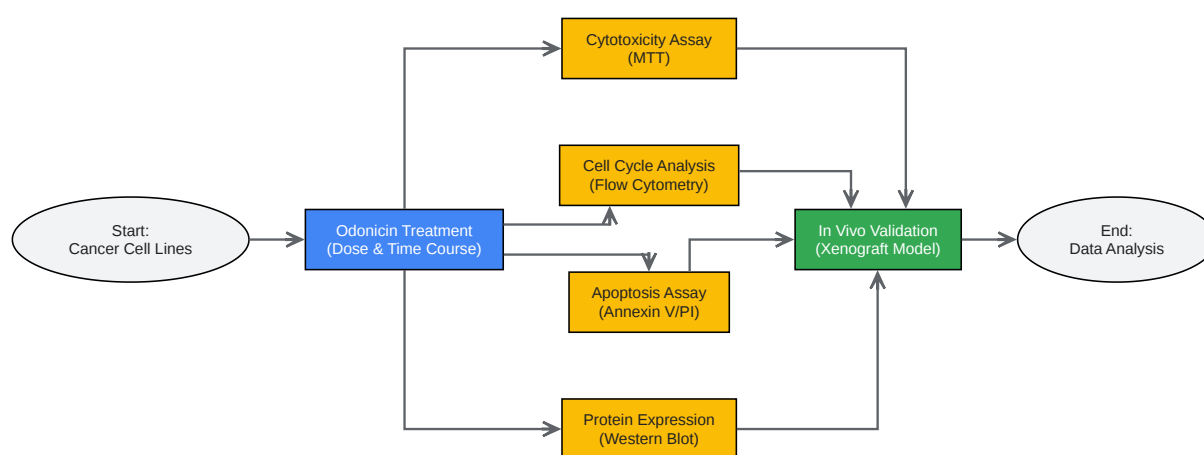 Start:
Cancer Cell Lines
Odonicin Treatment
(Dose & Time Course)
Cytotoxicity Assay
(MTT)
Cell Cycle Analysis
(Flow Cytometry)
Apoptosis Assay
(Annexin V/PI)
Protein Expression
(Western Blot)
In Vivo Validation
(Xenograft Model)
End:
Data Analysis